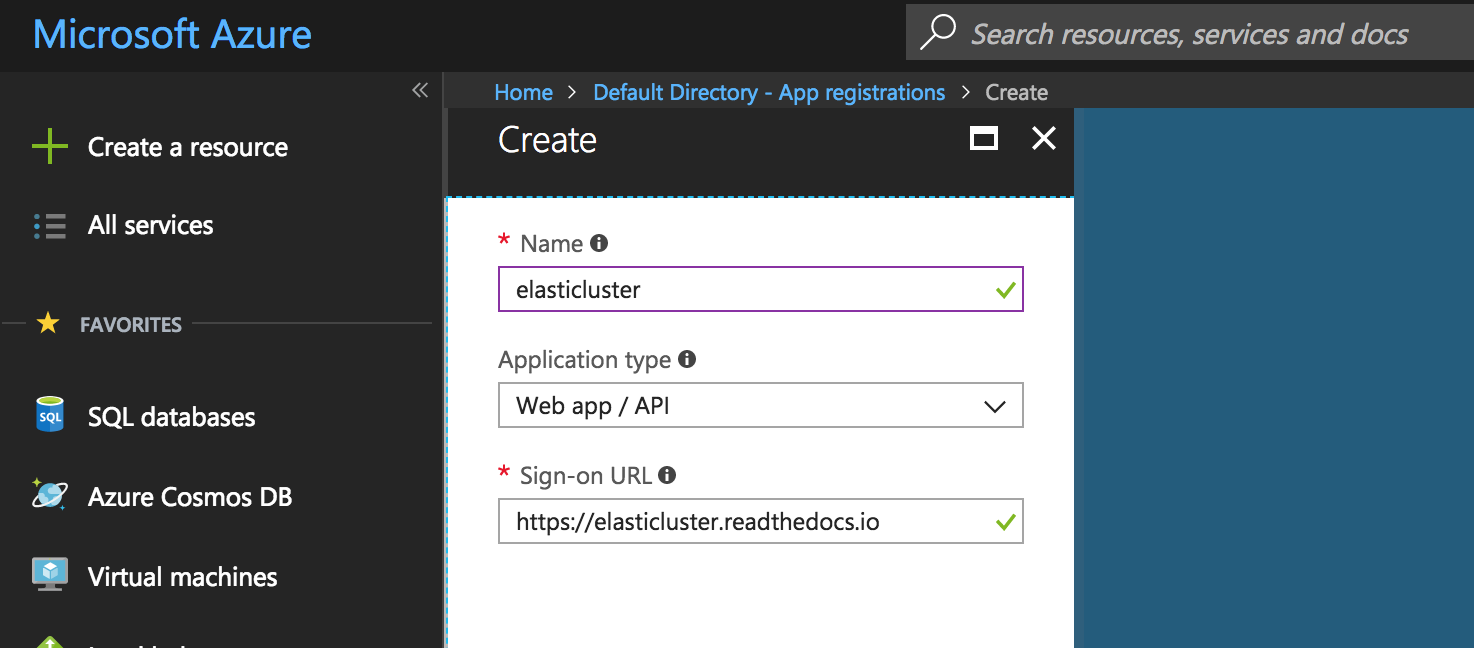 Microsoft Azure
Search resources, services and docs
Home > Default Directory - App registrations > Create
Create a resource
All services
FAVORITES
SQL
SQL databases
Azure Cosmos DB
Virtual machines
Create
* Name
elasticluster
Application type
Web app / API
* Sign-on URL
https://elasticluster.readthedocs.io